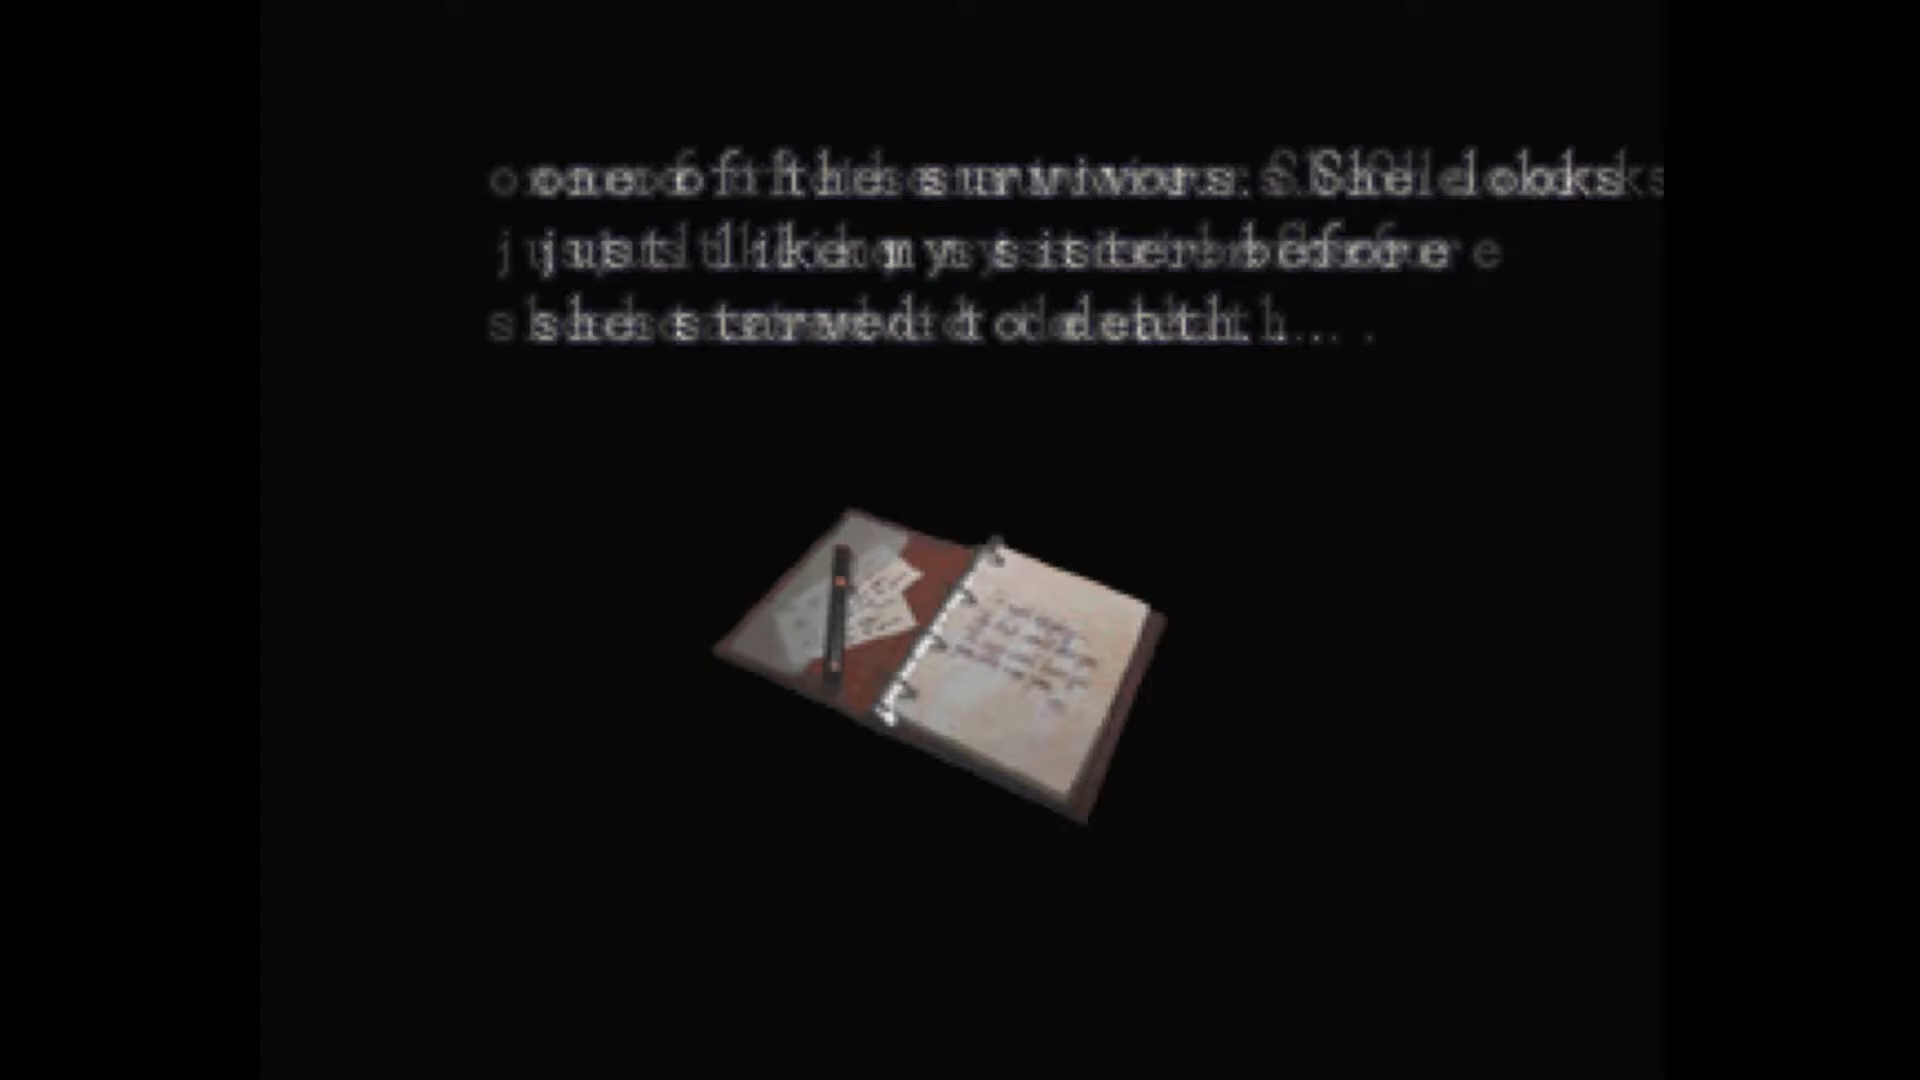 one of the survivors. She looks
just like my sister before
she starved to death...